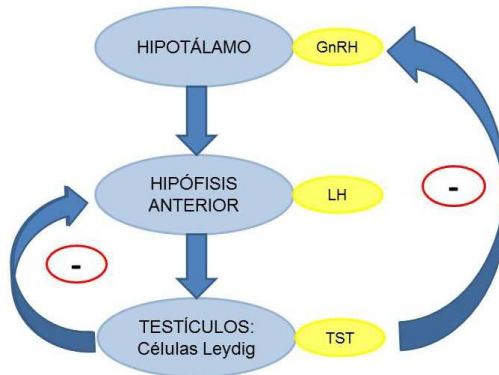 HIPOTÁLAMO
GnRH
HIPÓFISIS
ANTERIOR
LH
-
-
TESTÍCULOS:
Células Leydig
TST